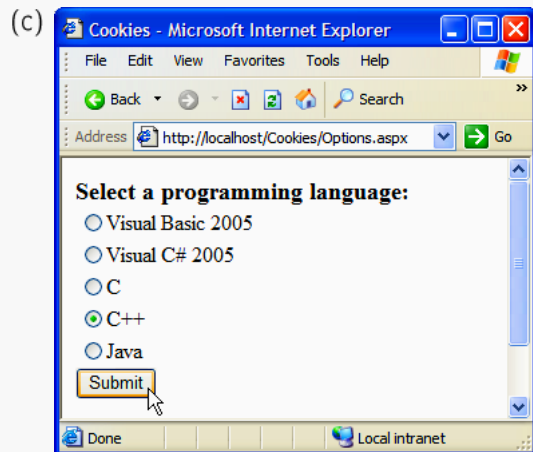 (c)
Cookies - Microsoft Internet Explorer
File Edit View Favorites Tools Help
Back Search »
Address http://localhost/Cookies/Options.aspx Go
Select a programming language:
Visual Basic 2005
Visual C# 2005
C
C++
Java
Submit
Done Local intranet